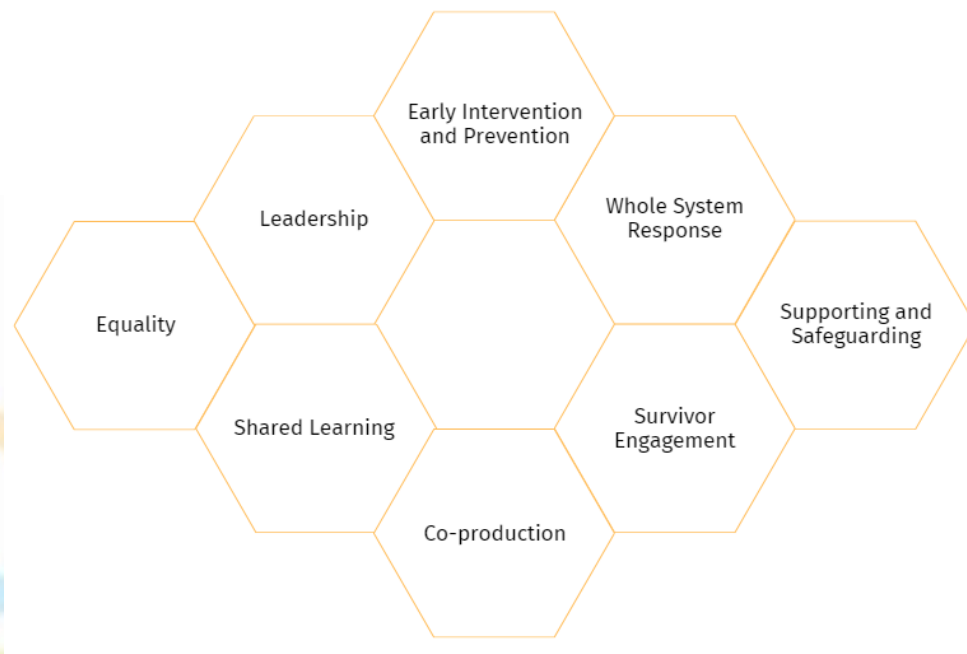 Early Intervention
and Prevention
Leadership
Whole System
Response
Equality
Supporting and
Safeguarding
Shared Learning
Survivor
Engagement
Co-production